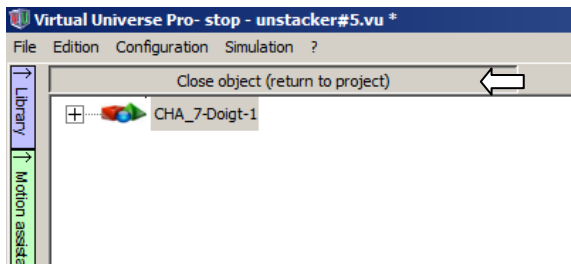 Virtual Universe Pro- stop - unstacker#5.vu *
File Edition Configuration Simulation ?
Close object (return to project)
Library
CHA_7-Doigt-1
Motion